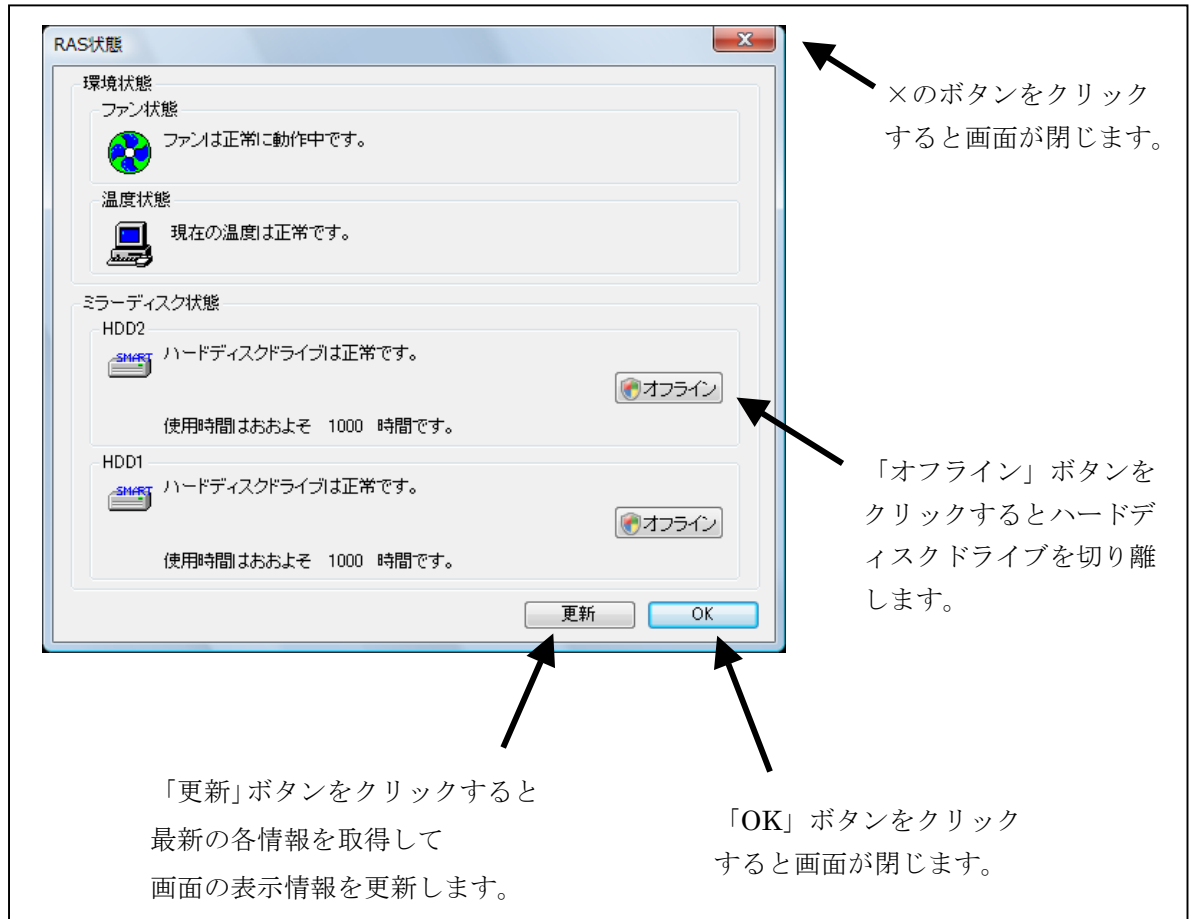 RAS状態
環境状態
ファン状態
ファンは正常に動作中です。
温度状態
現在の温度は正常です。
ミラーディスク状態
HDD2
SMART
ハードディスクドライブは正常です。
オフライン
使用時間はおおよそ 1000 時間です。
HDD1
SMART
ハードディスクドライブは正常です。
オフライン
使用時間はおおよそ 1000 時間です。
更新
OK
×のボタンをクリック
すると画面が閉じます。
「オフライン」ボタンを
クリックするとハードデ
ィスクドライブを切り離
します。
「更新」ボタンをクリックすると
最新の各情報を取得して
画面の表示情報を更新します。
「OK」ボタンをクリック
すると画面が閉じます。